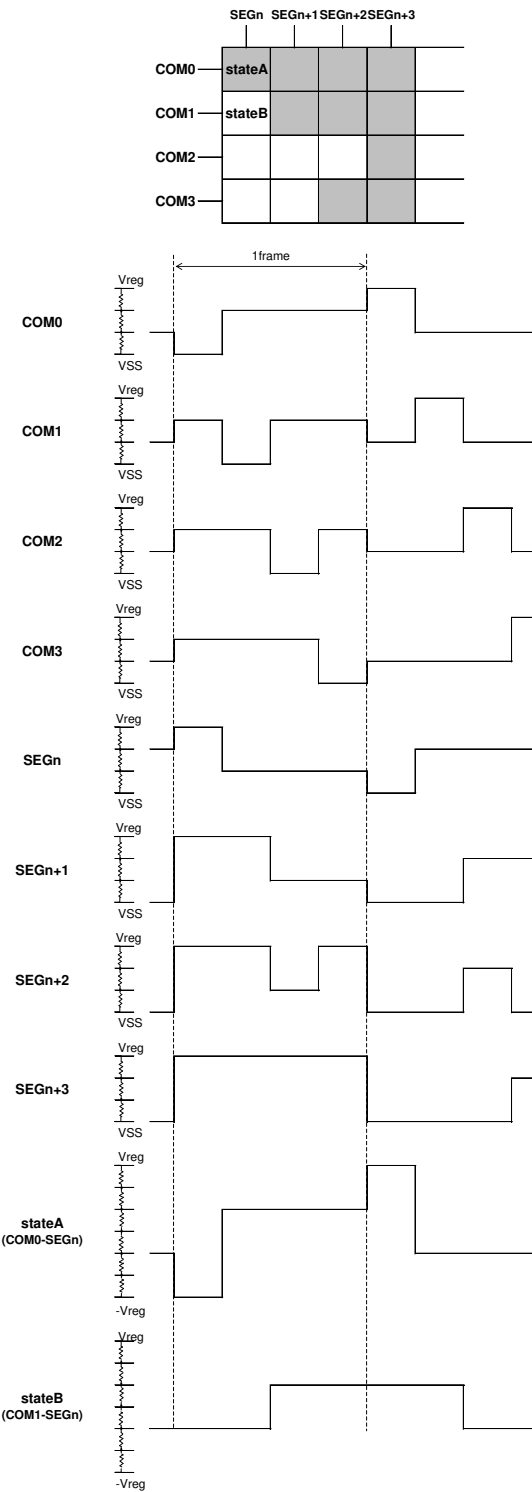 SEGn SEGn+1 SEGn+2 SEGn+3
COM0 stateA
COM1 stateB
COM2
COM3
1frame
Vreg
COM0
VSS
Vreg
COM1
VSS
Vreg
COM2
VSS
Vreg
COM3
VSS
Vreg
SEGn
VSS
Vreg
SEGn+1
VSS
Vreg
SEGn+2
VSS
Vreg
SEGn+3
VSS
Vreg
stateA
(COM0-SEGn)
-Vreg
Vreg
stateB
(COM1-SEGn)
-Vreg